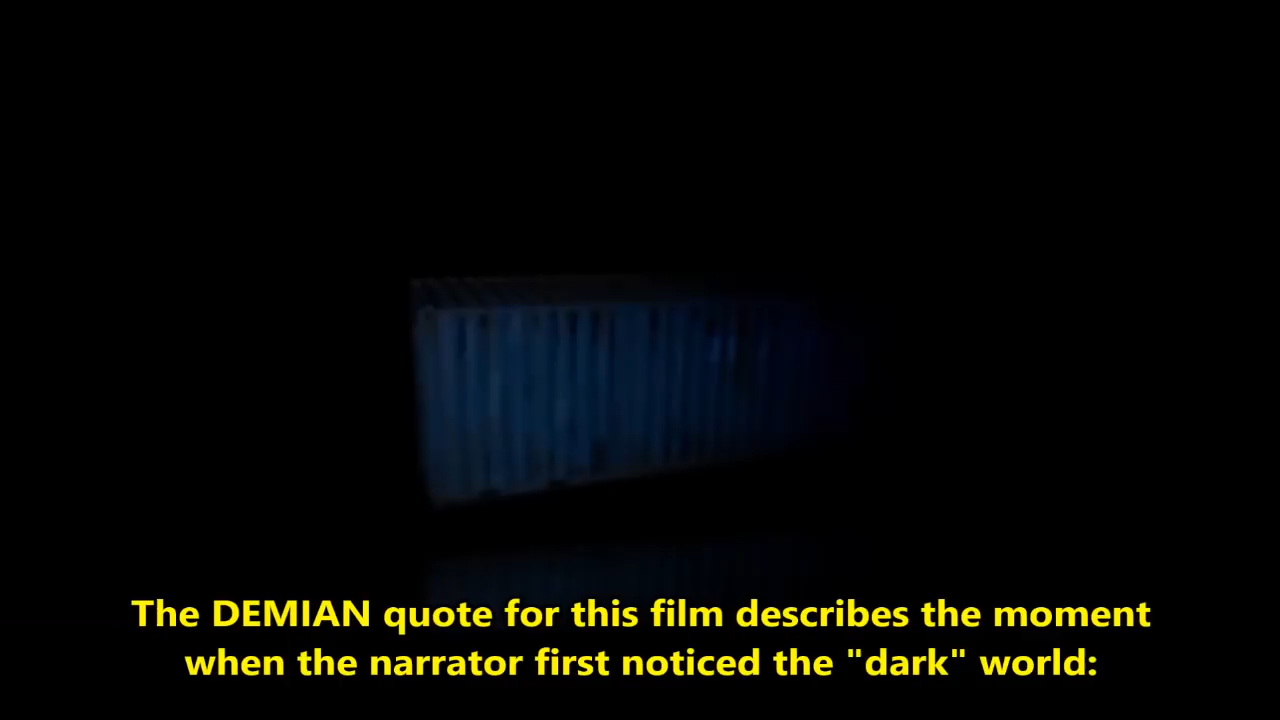 The DEMIAN quote for this film describes the moment
when the narrator first noticed the "dark" world: